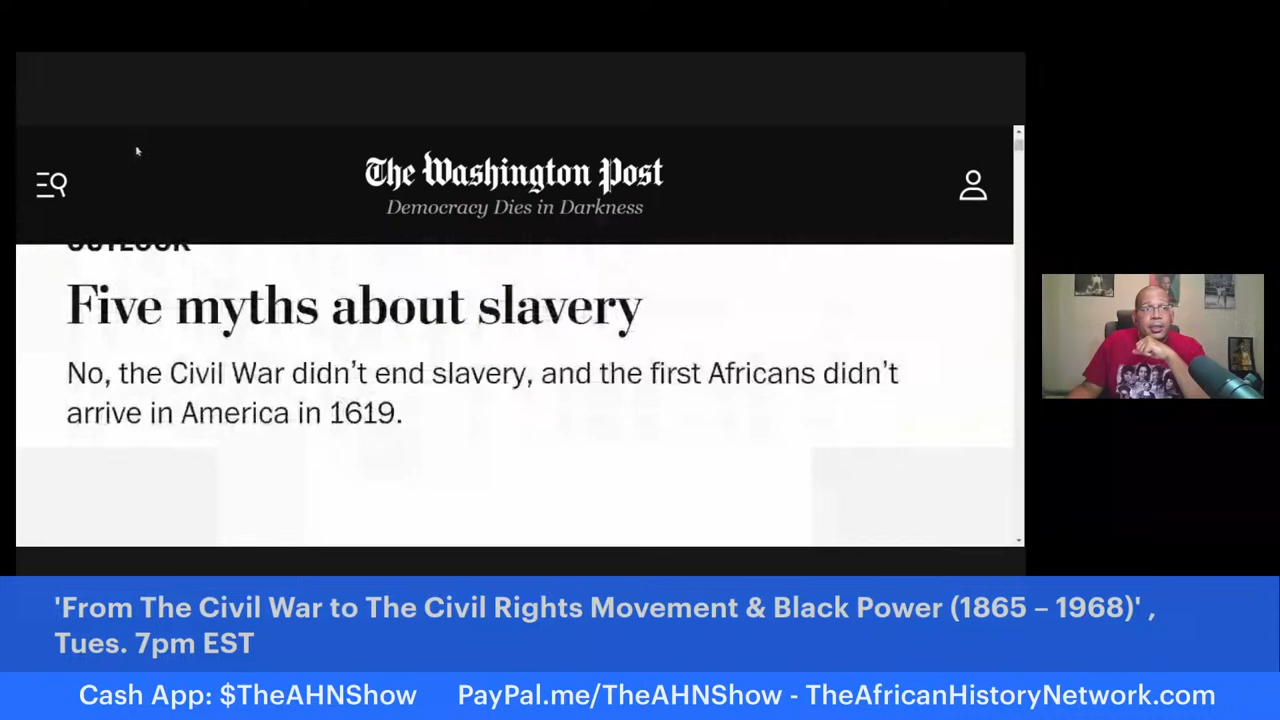 The Washington Post
Democracy Dies in Darkness
OUTLOOK
Five myths about slavery
No, the Civil War didn't end slavery, and the first Africans didn't
arrive in America in 1619.
'From The Civil War to The Civil Rights Movement & Black Power (1865 – 1968)' ,
Tues. 7pm EST
Cash App: $TheAHNShow PayPal.me/TheAHNShow - TheAfricanHistoryNetwork.com